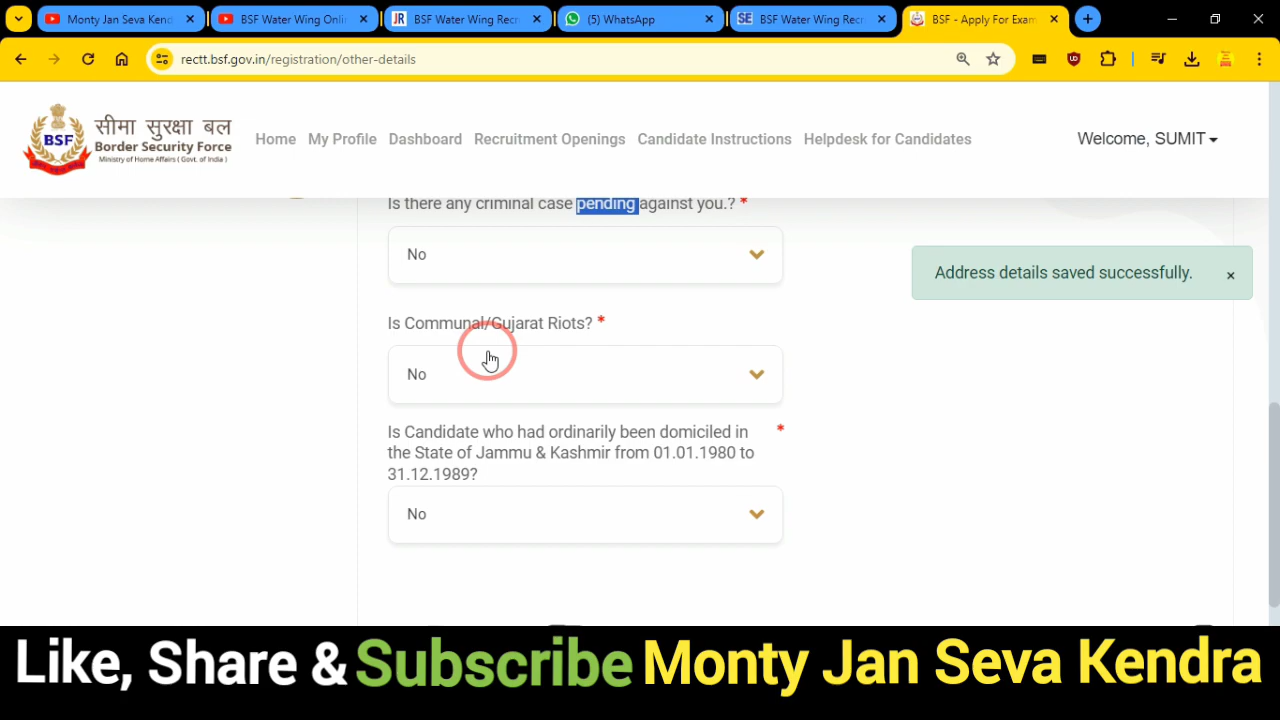 Monty Jan Seva Kend
BSF Water Wing Onli
BSF Water Wing Recr
(5) WhatsApp
BSF Water Wing Recr
BSF - Apply For Exam
rectt.bsf.gov.in/registration/other-details
BSF
सीमा सुरक्षा बल
Border Security Force
Ministry of Home Affairs ( Govt. of India )
Home
My Profile
Dashboard
Recruitment Openings
Candidate Instructions
Helpdesk for Candidates
Welcome, SUMIT
Is there any criminal case pending against you.? *
No
Address details saved successfully. ×
Is Communal/Gujarat Riots? *
No
Is Candidate who had ordinarily been domiciled in *
the State of Jammu & Kashmir from 01.01.1980 to
31.12.1989?
No
Like, Share & Subscribe Monty Jan Seva Kendra